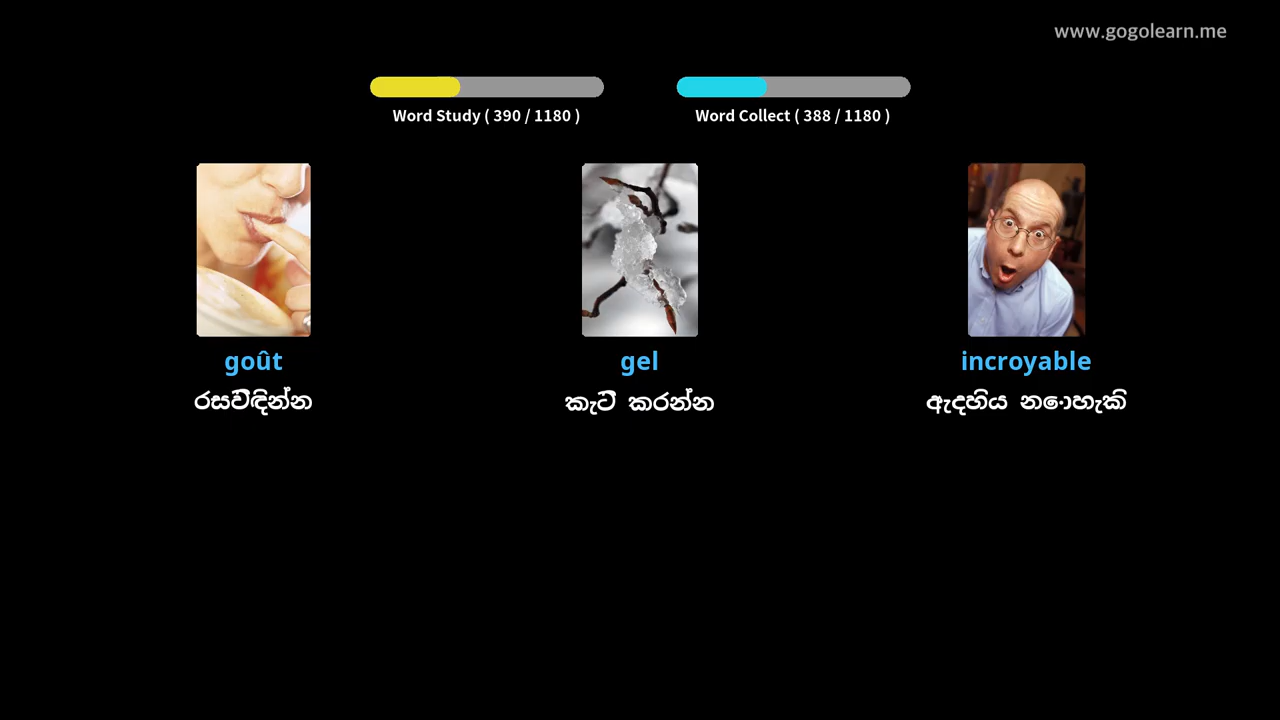 www.gogolearn.me
Word Study ( 390 / 1180 )
Word Collect ( 388 / 1180 )
goût
gel
incroyable
රසවිඳින්න
කැටි කරන්න
ඇදහිය නොහැකි